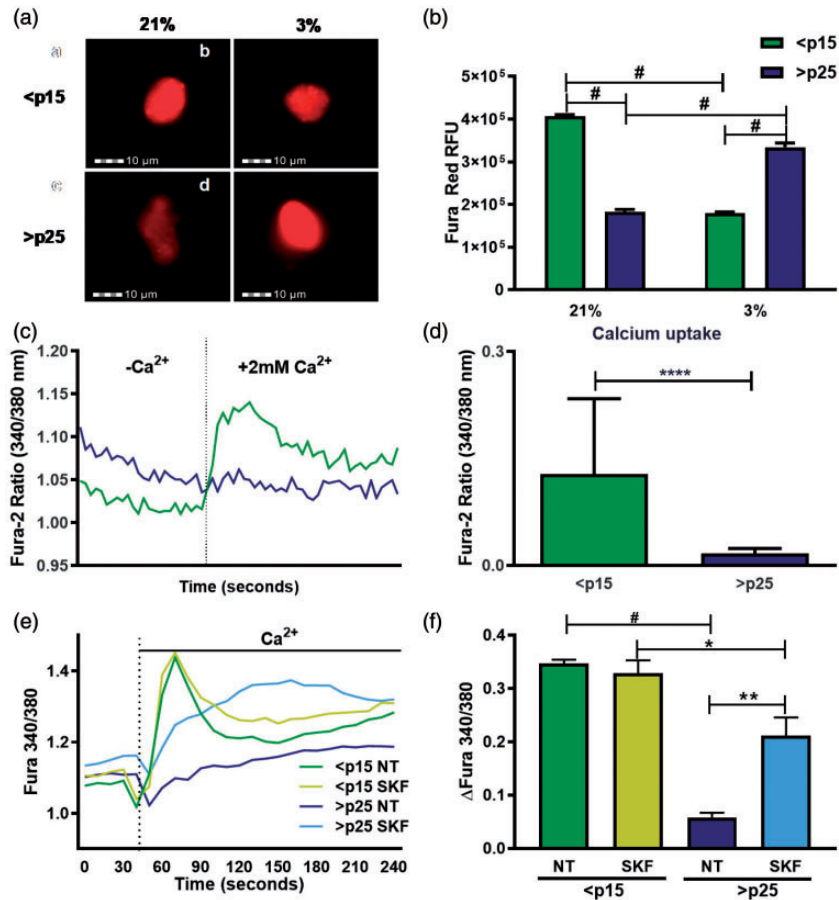 (a)
21%
3%
a
b
<p15
10 µm
10 µm
c
d
>p25
10 µm
10 µm
(b)
<p15
>p25
Fura Red RFU
5×10⁵
4×10⁵
3×10⁵
2×10⁵
1×10⁵
#
#
#
#
21%
3%
(c)
-Ca²⁺
+2mM Ca²⁺
Fura-2 Ratio (340/380 nm)
1.20
1.15
1.10
1.05
1.00
0.95
Time (seconds)
(d)
Calcium uptake
Fura-2 Ratio (340/380 nm)
0.3
0.0
****
<p15
>p25
(e)
Ca²⁺
Fura 340/380
1.4
1.2
1.0
<p15 NT
<p15 SKF
>p25 NT
>p25 SKF
0 30 60 90 120 150 180 210 240
Time (seconds)
(f)
ΔFura 340/380
0.4
0.3
0.2
0.1
0.0
#
*
**
NT SKF NT SKF
<p15 >p25